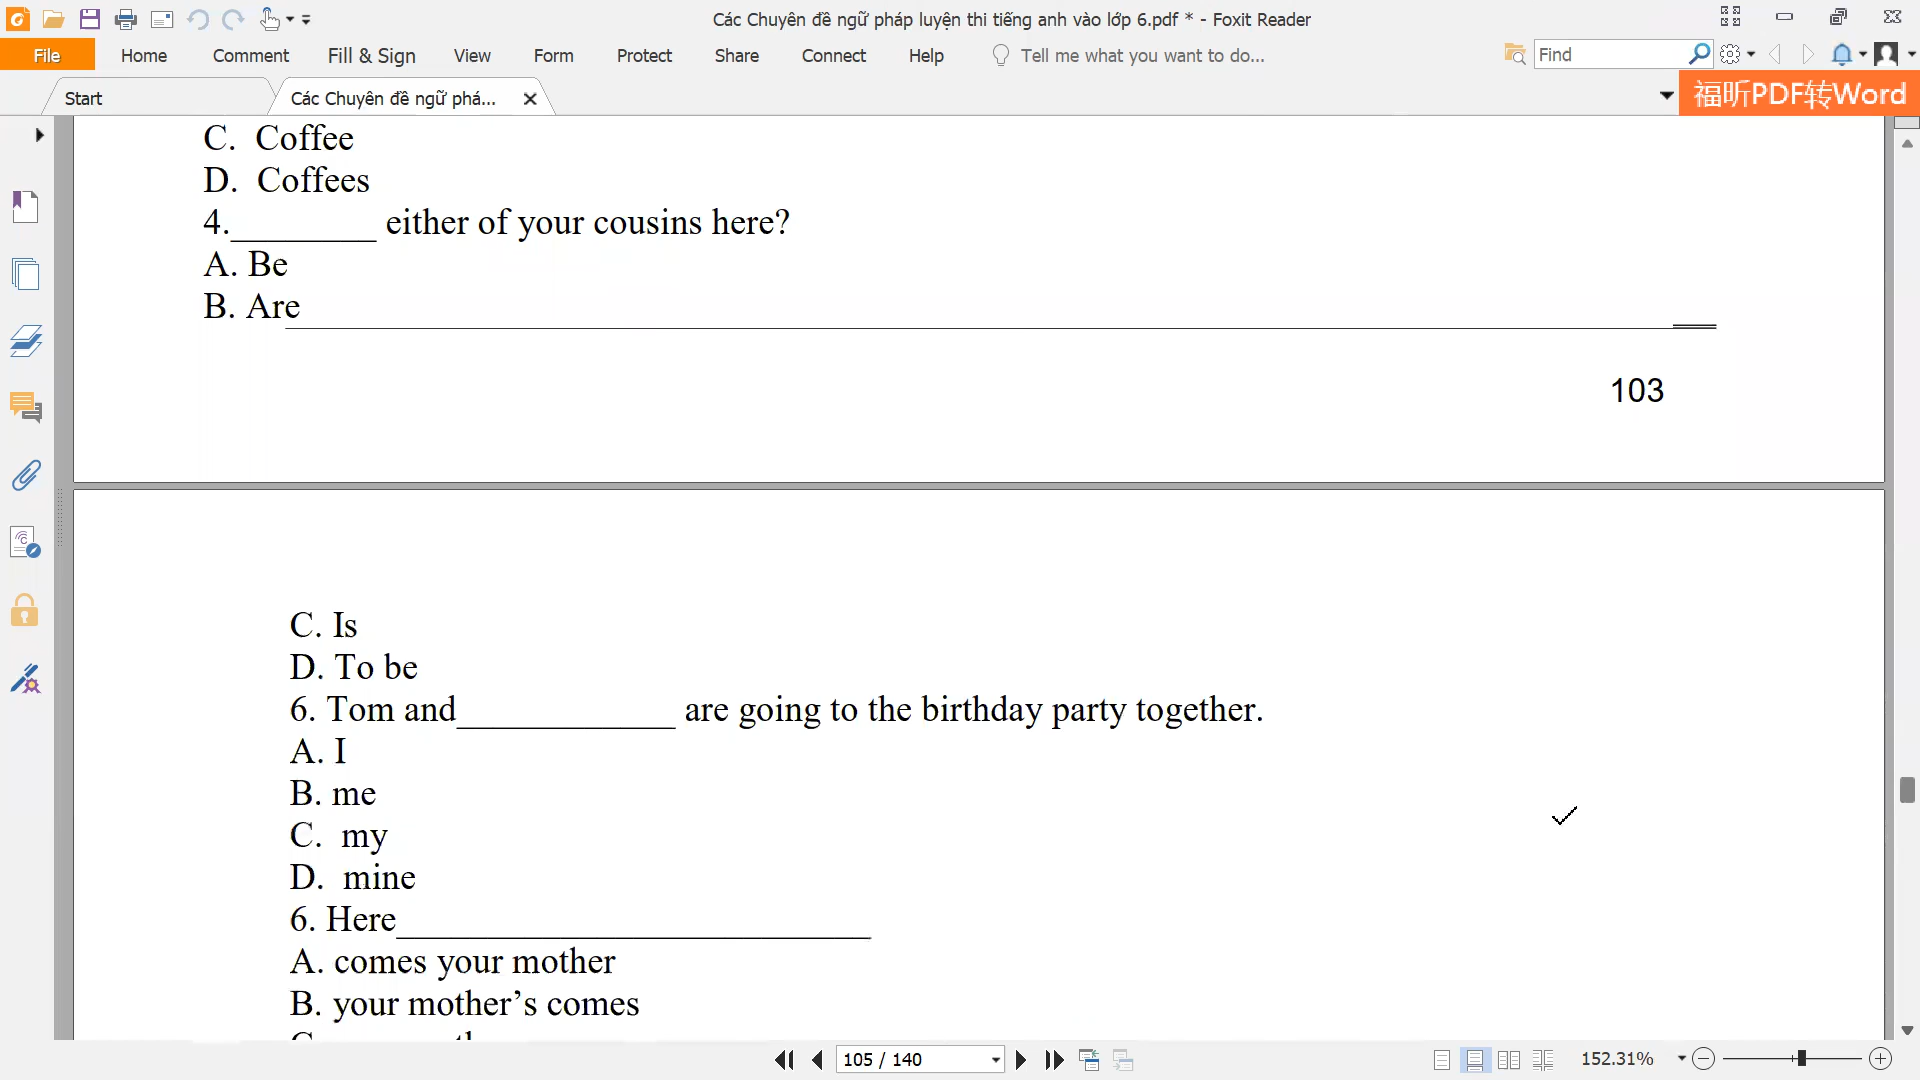 Các Chuyên đề ngữ pháp luyện thi tiếng anh vào lớp 6.pdf * - Foxit Reader
File Home Comment Fill & Sign View Form Protect Share Connect Help Tell me what you want to do... Find
Start Các Chuyên đề ngữ phá... 福昕PDF转Word
C. Coffee
D. Coffees
4.________ either of your cousins here?
A. Be
B. Are
103
C. Is
D. To be
6. Tom and____________ are going to the birthday party together.
A. I
B. me
C. my
D. mine
6. Here__________________________
A. comes your mother
B. your mother’s comes
105 / 140 152.31%